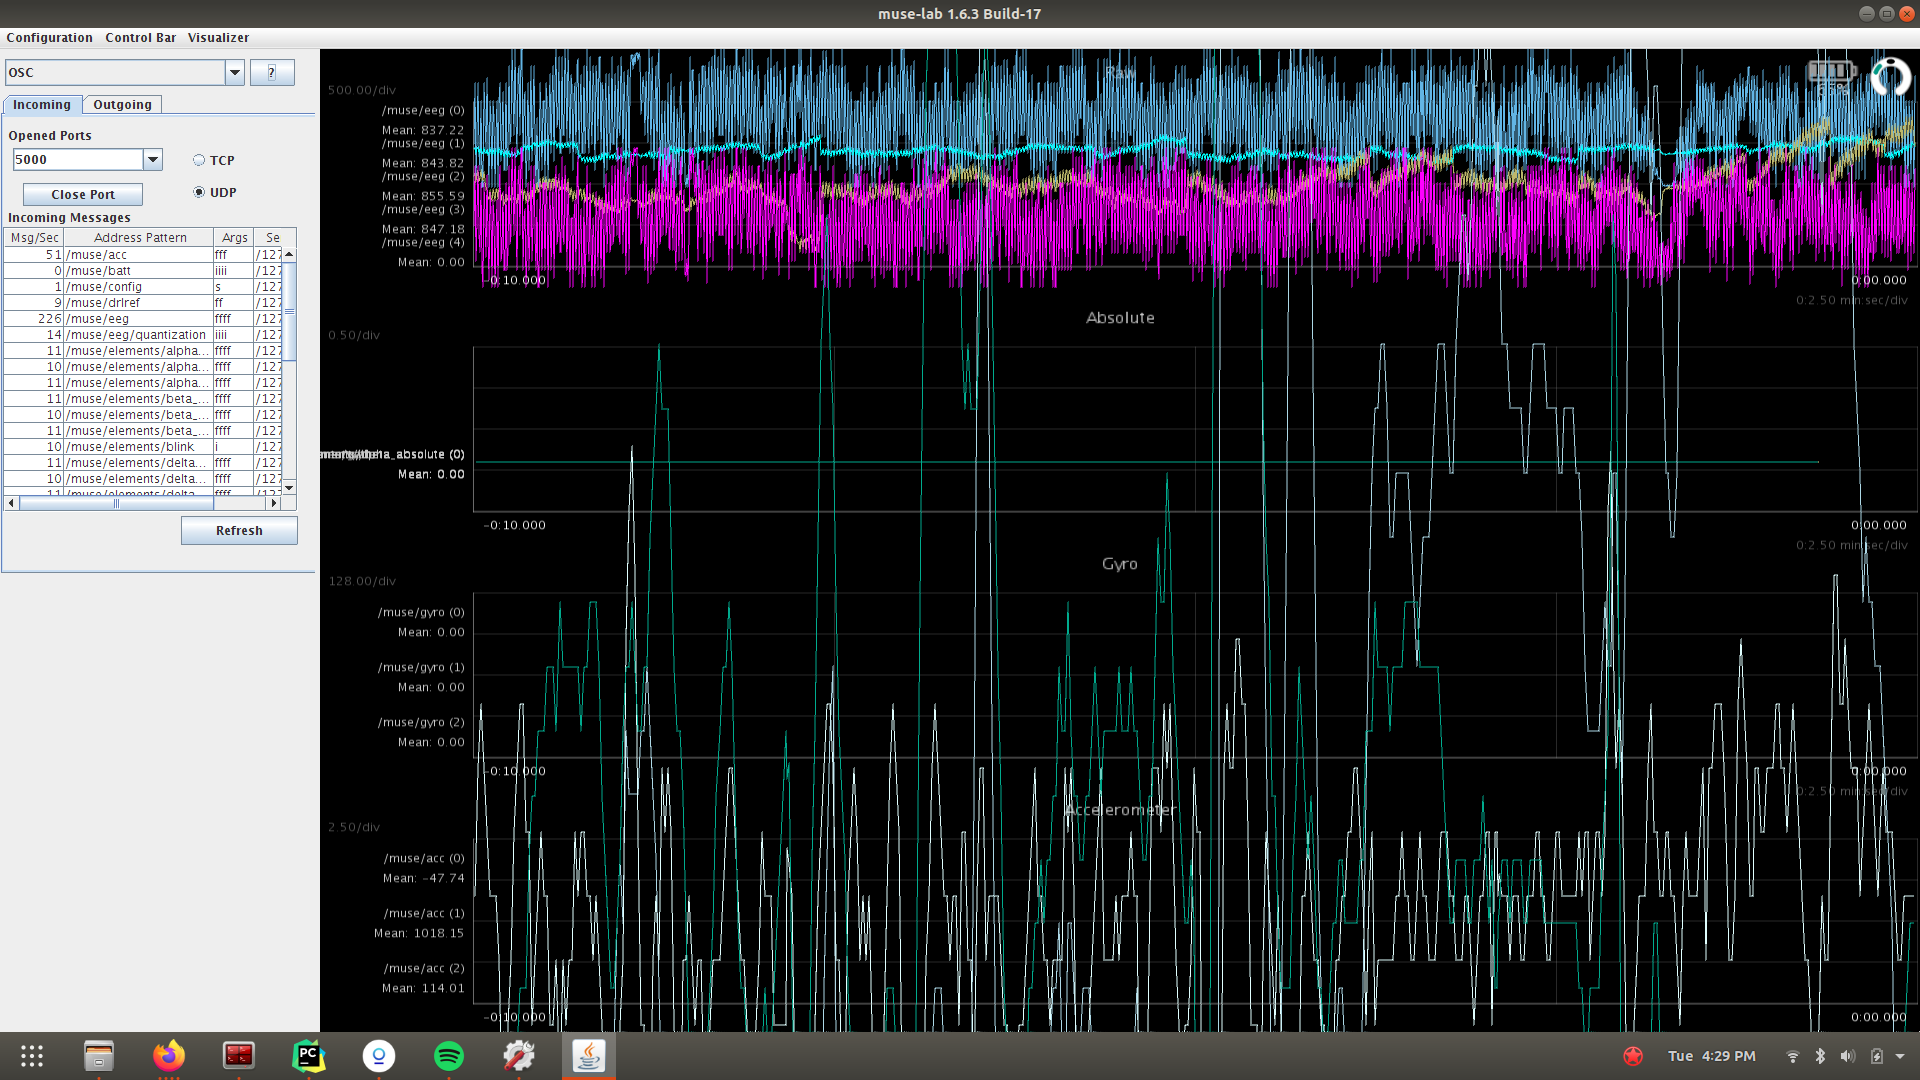 muse-lab 1.6.3 Build-17
Configuration Control Bar Visualizer
OSC ?
Incoming Outgoing
Opened Ports
5000 TCP
Close Port UDP
Incoming Messages
Msg/Sec Address Pattern Args Se
51 /muse/acc fff /127
0 /muse/batt iiii /127
1 /muse/config s /127
9 /muse/drlref ff /127
226 /muse/eeg ffff /127
14 /muse/eeg/quantization iiii /127
11 /muse/elements/alpha... ffff /127
10 /muse/elements/alpha... ffff /127
11 /muse/elements/alpha... ffff /127
11 /muse/elements/beta_... ffff /127
10 /muse/elements/beta_... ffff /127
11 /muse/elements/beta_... ffff /127
10 /muse/elements/blink i /127
11 /muse/elements/delta... ffff /127
10 /muse/elements/delta... ffff /127
11 /muse/elements/delta... ffff /127
Refresh
Raw
500.00/div
/muse/eeg (0)
Mean: 837.22
/muse/eeg (1)
Mean: 843.82
/muse/eeg (2)
Mean: 855.59
/muse/eeg (3)
Mean: 847.18
/muse/eeg (4)
Mean: 0.00
-0:10.000 0:00.000
0:2.50 min:sec/div
Absolute
0.50/div
_absolute (0)
Mean: 0.00
-0:10.000 0:00.000
0:2.50 min:sec/div
Gyro
128.00/div
/muse/gyro (0)
Mean: 0.00
/muse/gyro (1)
Mean: 0.00
/muse/gyro (2)
Mean: 0.00
-0:10.000 0:00.000
0:2.50 min:sec/div
Accelerometer
2.50/div
/muse/acc (0)
Mean: -47.74
/muse/acc (1)
Mean: 1018.15
/muse/acc (2)
Mean: 114.01
-0:10.000 0:00.000
PC
Tue 4:29 PM